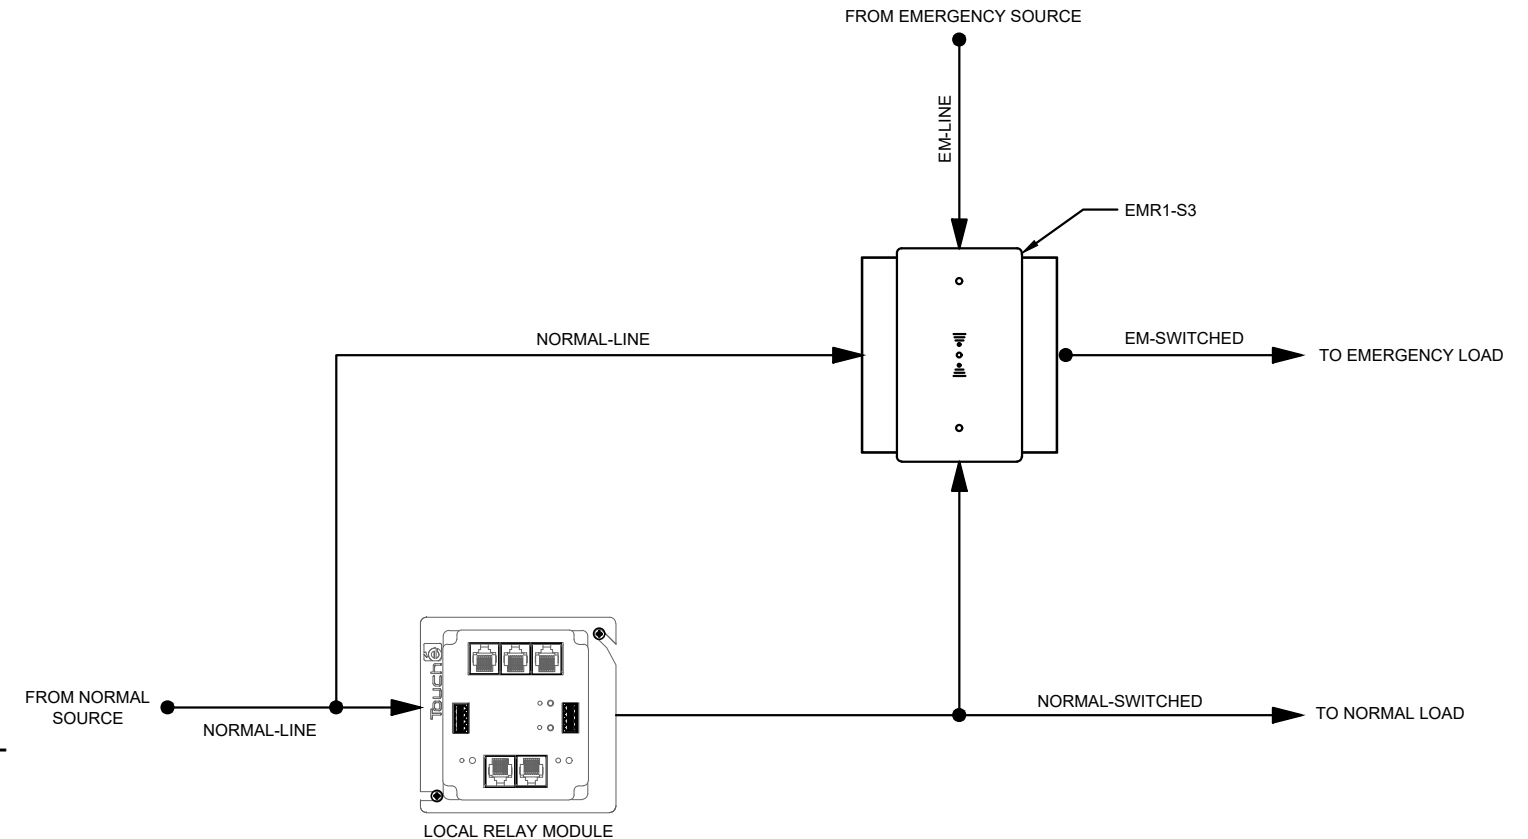 FROM EMERGENCY SOURCE
EM-LINE
EMR1-S3
NORMAL-LINE
EM-SWITCHED
TO EMERGENCY LOAD
Touché
FROM NORMAL
SOURCE
NORMAL-LINE
NORMAL-SWITCHED
TO NORMAL LOAD
LOCAL RELAY MODULE